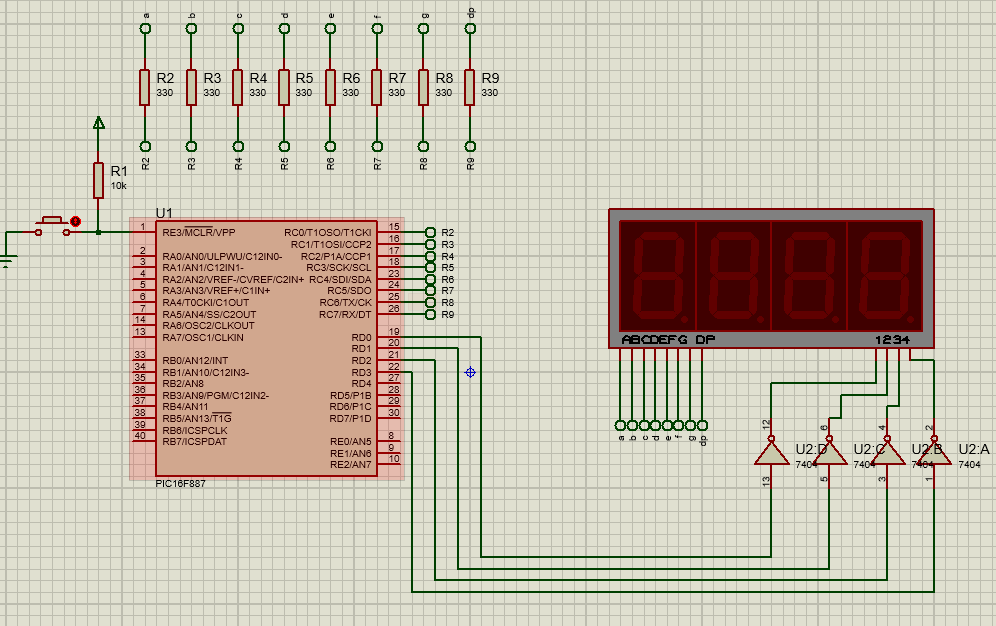 a b c d e f g dp
R2 R3 R4 R5 R6 R7 R8 R9
330 330 330 330 330 330 330 330
R2 R3 R4 R5 R6 R7 R8 R9
R1
10k
U1
1 RE3/MCLR/VPP RC0/T1OSO/T1CKI 15 R2
RC1/T1OSI/CCP2 16 R3
2 RA0/AN0/ULPWU/C12IN0- RC2/P1A/CCP1 17 R4
3 RA1/AN1/C12IN1- RC3/SCK/SCL 18 R5
4 RA2/AN2/VREF-/CVREF/C2IN+ RC4/SDI/SDA 23 R6
5 RA3/AN3/VREF+/C1IN+ RC5/SDO 24 R7
6 RA4/T0CKI/C1OUT RC6/TX/CK 25 R8
7 RA5/AN4/SS/C2OUT RC7/RX/DT 26 R9
14 RA6/OSC2/CLKOUT
13 RA7/OSC1/CLKIN RD0 19
RD1 20
33 RB0/AN12/INT RD2 21
34 RB1/AN10/C12IN3- RD3 22
35 RB2/AN8 RD4 27
36 RB3/AN9/PGM/C12IN2- RD5/P1B 28
37 RB4/AN11 RD6/P1C 29
38 RB5/AN13/T1G RD7/P1D 30
39 RB6/ICSPCLK
40 RB7/ICSPDAT RE0/AN5 8
RE1/AN6 9
RE2/AN7 10
PIC16F887
ABCDEFG DP 1234
a b c d e f g dp
12 6 4 2
U2:D U2:C U2:B U2:A
7404 7404 7404 7404
13 5 3 1